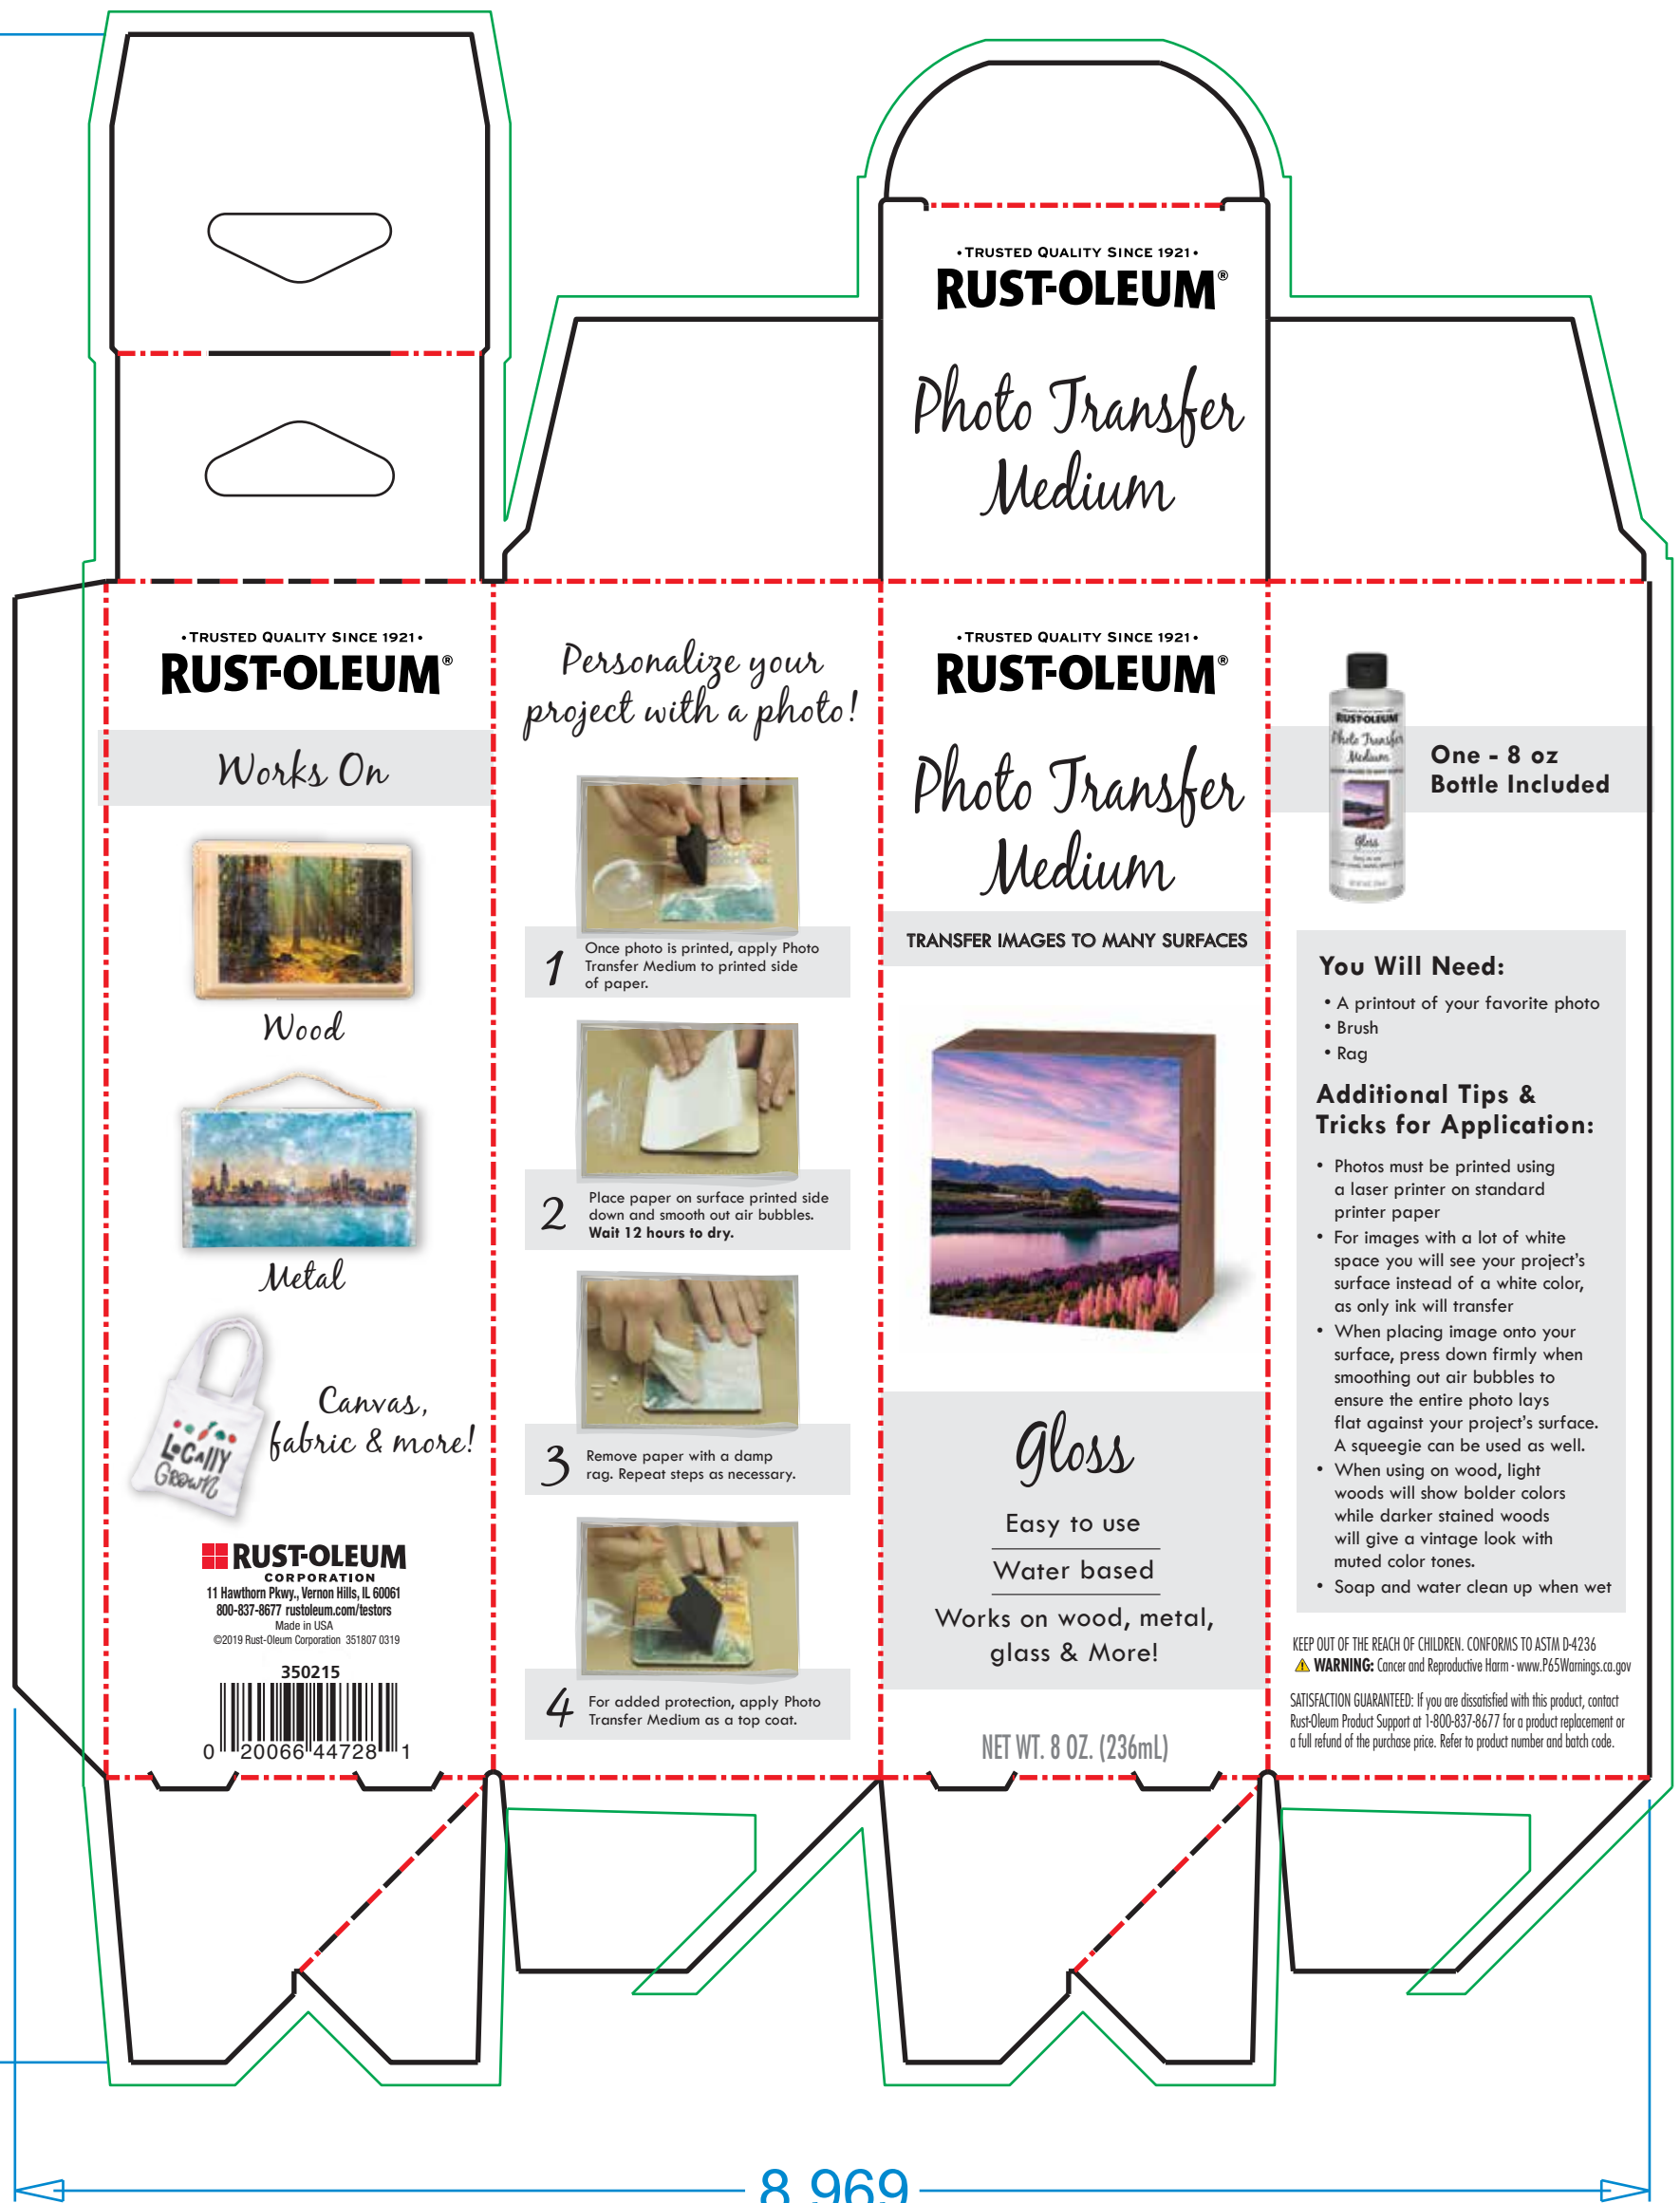 • TRUSTED QUALITY SINCE 1921 •
RUST-OLEUM®
Photo Transfer
Medium
• TRUSTED QUALITY SINCE 1921 •
RUST-OLEUM®
Works On
Wood
Metal
LOCALLY
GROWN
Canvas,
fabric & more!
RUST-OLEUM
CORPORATION
11 Hawthorn Pkwy., Vernon Hills, IL 60061
800-837-8677 rustoleum.com/testors
Made in USA
©2019 Rust-Oleum Corporation 351807 0319
350215
0 20066 44728 1
Personalize your
project with a photo!
1
Once photo is printed, apply Photo
Transfer Medium to printed side
of paper.
2
Place paper on surface printed side
down and smooth out air bubbles.
Wait 12 hours to dry.
3
Remove paper with a damp
rag. Repeat steps as necessary.
4
For added protection, apply Photo
Transfer Medium as a top coat.
• TRUSTED QUALITY SINCE 1921 •
RUST-OLEUM®
Photo Transfer
Medium
TRANSFER IMAGES TO MANY SURFACES
Gloss
Easy to use
Water based
Works on wood, metal,
glass & More!
NET WT. 8 OZ. (236mL)
RUST-OLEUM
Photo Transfer
Medium
Gloss
One - 8 oz
Bottle Included
You Will Need:
• A printout of your favorite photo
• Brush
• Rag
Additional Tips &
Tricks for Application:
• Photos must be printed using
a laser printer on standard
printer paper
• For images with a lot of white
space you will see your project's
surface instead of a white color,
as only ink will transfer
• When placing image onto your
surface, press down firmly when
smoothing out air bubbles to
ensure the entire photo lays
flat against your project's surface.
A squeegie can be used as well.
• When using on wood, light
woods will show bolder colors
while darker stained woods
will give a vintage look with
muted color tones.
• Soap and water clean up when wet
KEEP OUT OF THE REACH OF CHILDREN. CONFORMS TO ASTM D-4236
WARNING: Cancer and Reproductive Harm - www.P65Warnings.ca.gov
SATISFACTION GUARANTEED: If you are dissatisfied with this product, contact
Rust-Oleum Product Support at 1-800-837-8677 for a product replacement or
a full refund of the purchase price. Refer to product number and batch code.
8.969